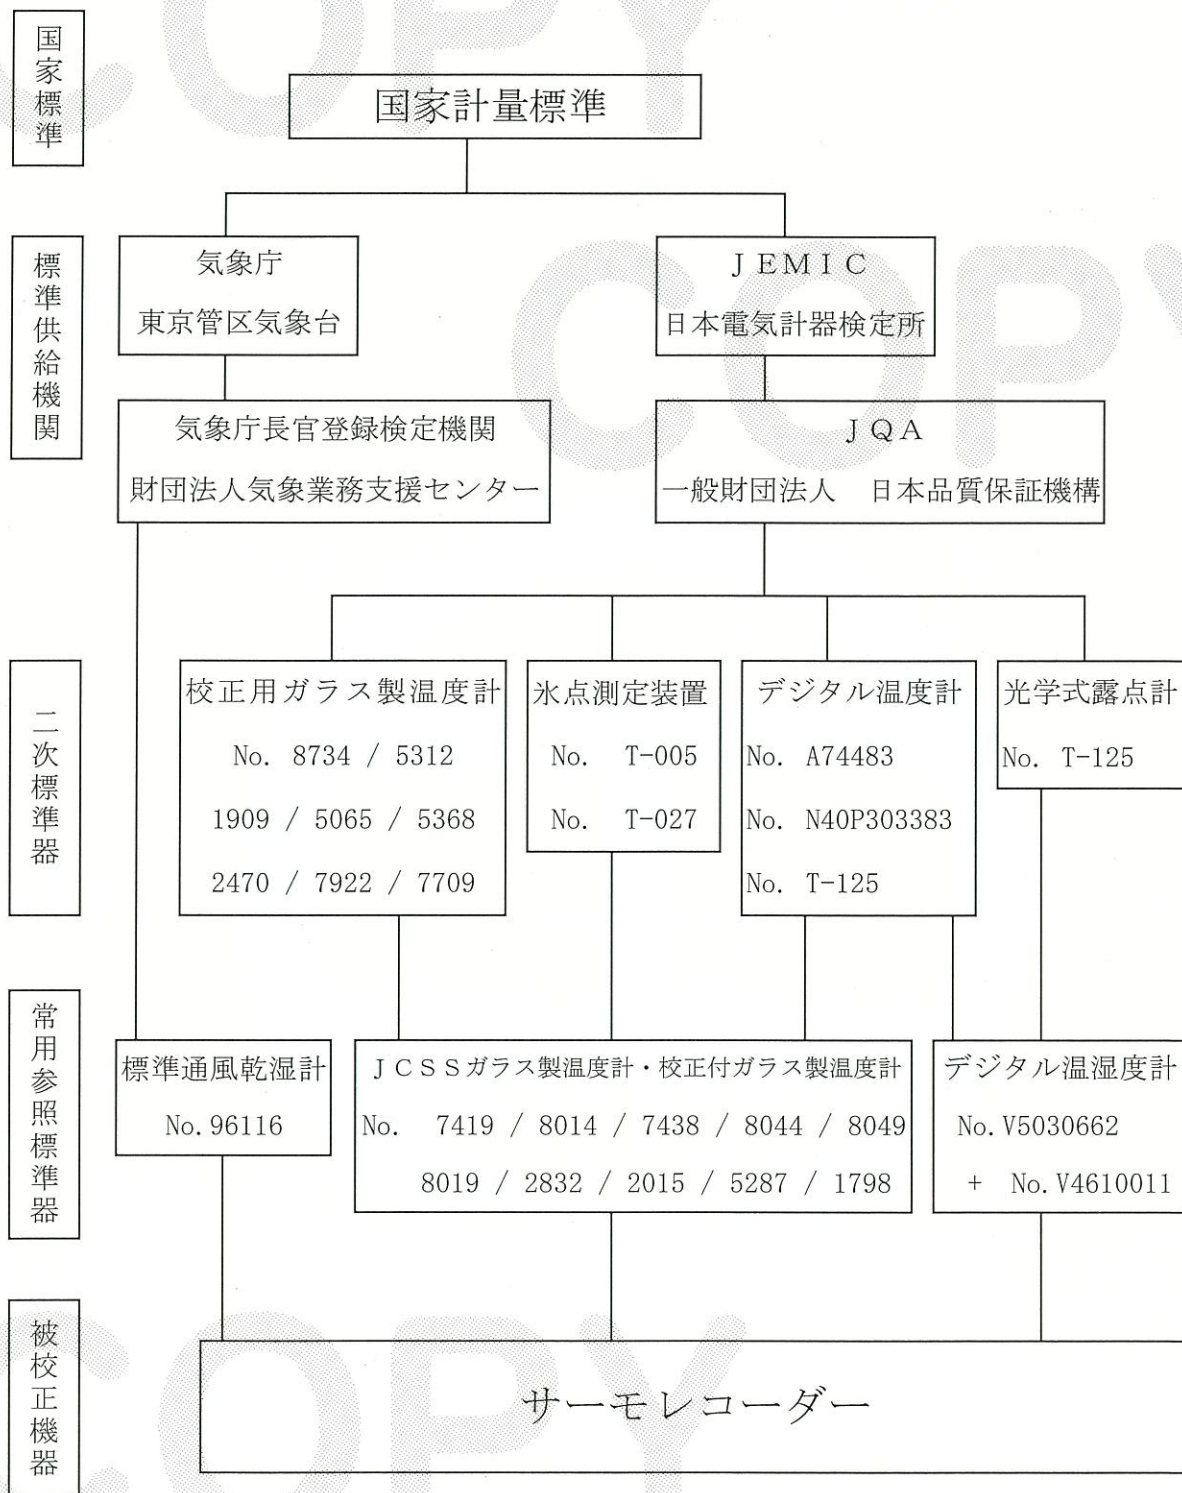 COPY
国家標準
国家計量標準
標準供給機関
気象庁
東京管区気象台
ＪＥＭＩＣ
日本電気計器検定所
COPY
気象庁長官登録検定機関
財団法人気象業務支援センター
ＪＱＡ
一般財団法人　日本品質保証機構
二次標準器
校正用ガラス製温度計
No. 8734 / 5312
1909 / 5065 / 5368
2470 / 7922 / 7709
氷点測定装置
No. T-005
No. T-027
デジタル温度計
No. A74483
No. N40P303383
No. T-125
光学式露点計
No. T-125
常用参照標準器
標準通風乾湿計
No.96116
ＪＣＳＳガラス製温度計・校正付ガラス製温度計
No. 7419 / 8014 / 7438 / 8044 / 8049
8019 / 2832 / 2015 / 5287 / 1798
デジタル温湿度計
No.V5030662
+ No.V4610011
被校正機器
サーモレコーダー
COPY